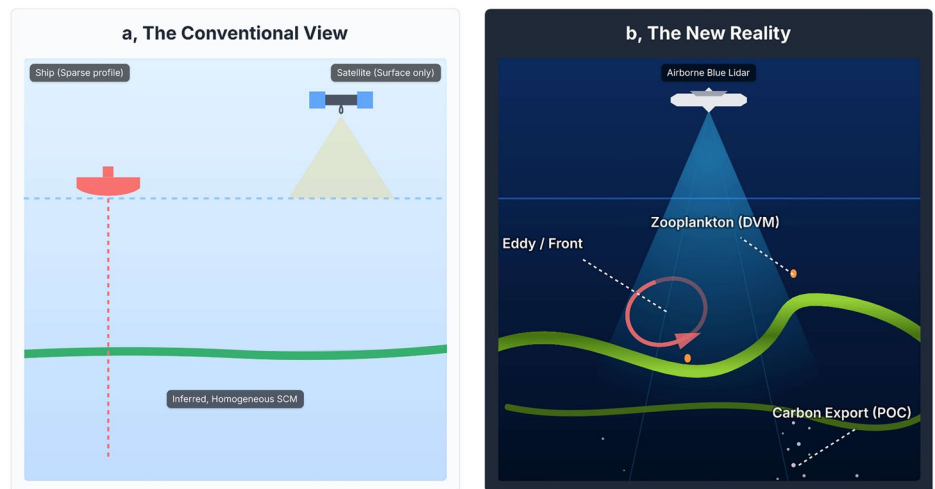 a, The Conventional View
Ship (Sparse profile)
Satellite (Surface only)
Inferred, Homogeneous SCM
b, The New Reality
Airborne Blue Lidar
Zooplankton (DVM)
Eddy / Front
Carbon Export (POC)